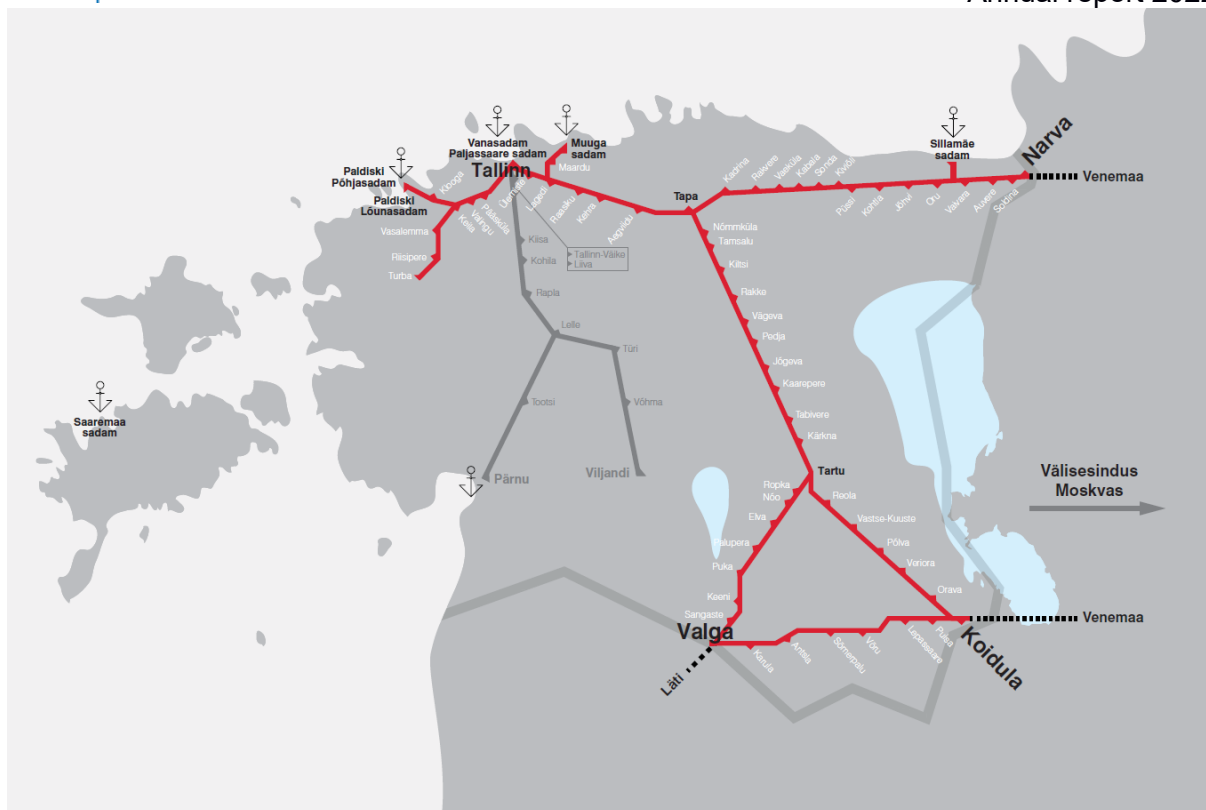 Annual report 202
Paldiski
Põhjasadam
Paldiski
Lõunasadam
Vanasadam
Paljassaare sadam
Tallinn
Muuga
sadam
Maardu
Sillamäe
sadam
Narva
Venemaa
Klooga
Keila
Vaingu
Pääsküla
Ülemiste
Lagedi
Raasiku
Kehra
Aegviidu
Tapa
Kadrina
Rakvere
Vaeküla
Kabala
Sonda
Kiviõli
Püssi
Kohtla
Jõhvi
Oru
Vaivara
Auvere
Soldina
Vasalemma
Riisipere
Turba
Kiisa
Kohila
Tallinn-Väike
Liiva
Rapla
Lelle
Türi
Tootsi
Võhma
Pärnu
Viljandi
Nõmmküla
Tamsalu
Kiltsi
Rakke
Vägeva
Pedja
Jõgeva
Kaarepere
Tabivere
Kärkna
Tartu
Saaremaa
sadam
Välisesindus
Moskvas
Ropka
Nõo
Elva
Palupera
Puka
Keeni
Sangaste
Valga
Läti
Reola
Vastse-Kuuste
Põlva
Veriora
Orava
Karula
Antsla
Sõmerpalu
Võru
Lepassaare
Piusa
Koidula
Venemaa